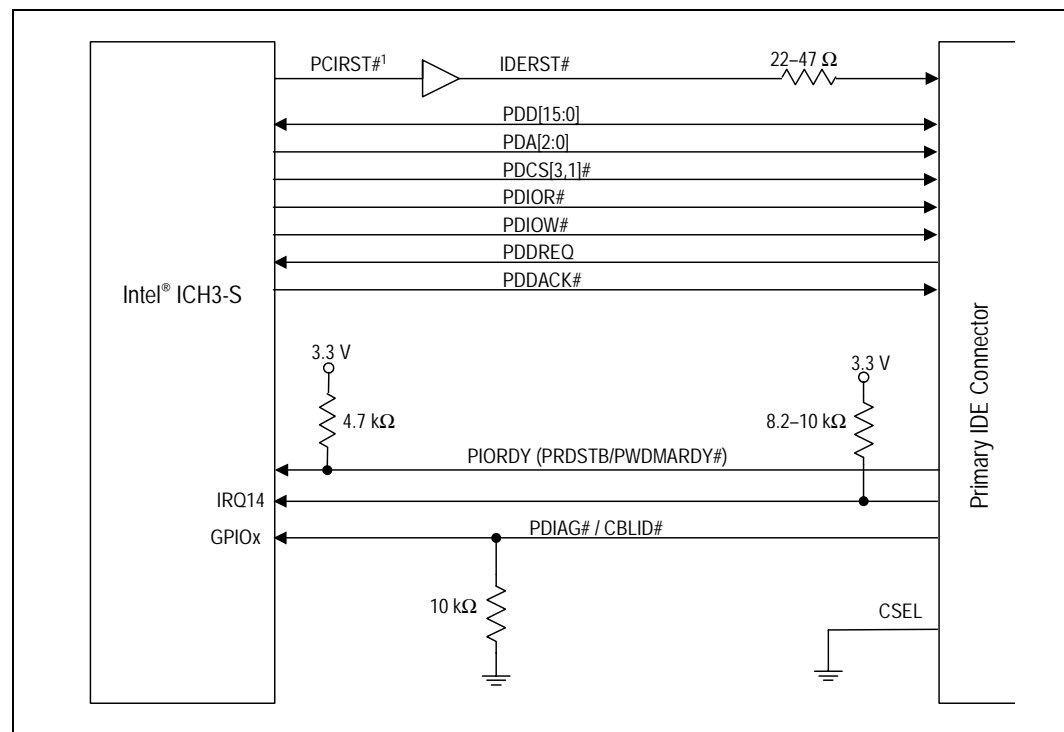 PCIRST#¹
IDERST#
22–47 Ω
PDD[15:0]
PDA[2:0]
PDCS[3,1]#
PDIOR#
PDIOW#
PDDREQ
PDDACK#
Intel® ICH3-S
Primary IDE Connector
3.3 V
3.3 V
4.7 kΩ
8.2–10 kΩ
PIORDY (PRDSTB/PWDMARDY#)
IRQ14
GPIOx
PDIAG# / CBLID#
10 kΩ
CSEL